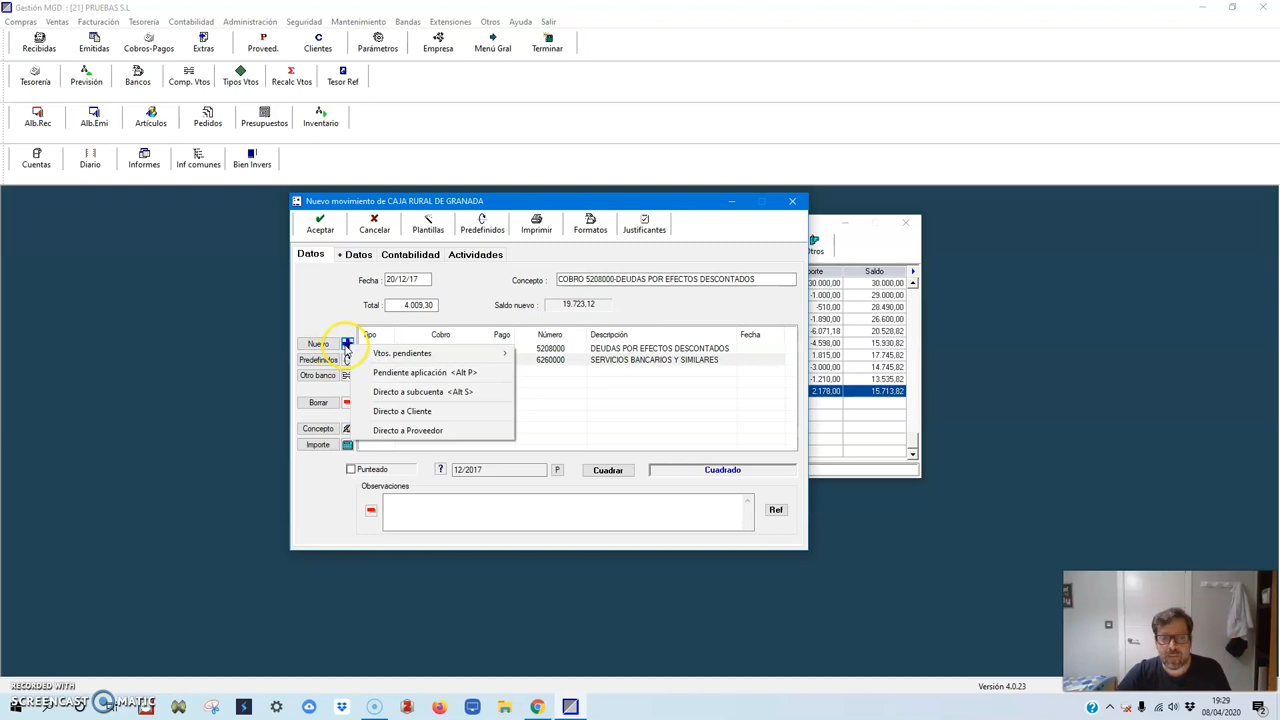 Gestión MGD : [21] PRUEBAS S.L
Compras Ventas Facturación Tesorería Contabilidad Administración Seguridad Mantenimiento Bandas Extensiones Otros Ayuda Salir
Recibidas Emitidas Cobros-Pagos Extras Proveed. Clientes Parámetros Empresa Menú Gral Terminar
Tesorería Previsión Bancos Comp. Vtos Tipos Vtos Recalc Vtos Tesor Ref
Alb.Rec Alb.Emi Artículos Pedidos Presupuestos Inventario
Cuentas Diario Informes Inf comunes Bien Invers
Nuevo movimiento de CAJA RURAL DE GRANADA
Aceptar Cancelar Plantillas Predefinidos Imprimir Formatos Justificantes
Datos + Datos Contabilidad Actividades
Fecha : 20/12/17 Concepto : COBRO 5208000-DEUDAS POR EFECTOS DESCONTADOS
Total : 4.009,30 Saldo nuevo : 19.723,12
Tipo Cobro Pago Número Descripción Fecha
Nuevo
Predefinidos
Otro banco
Borrar
Concepto
Importe
5208000 DEUDAS POR EFECTOS DESCONTADOS
6260000 SERVICIOS BANCARIOS Y SIMILARES
Vtos. pendientes
Pendiente aplicación <Alt P>
Directo a subcuenta <Alt S>
Directo a Cliente
Directo a Proveedor
Punteado ? 12/2017 P Cuadrar Cuadrado
Observaciones
Ref
Otros
porte Saldo
30.000,00 30.000,00
-1.000,00 29.000,00
-510,00 28.490,00
-1.890,00 26.600,00
-6.071,18 20.528,82
-4.598,00 15.930,82
17.745,82
-3.000,00 14.745,82
-1.210,00 13.535,82
2.178,00 15.713,82
Versión 4.0.23
RECORDED WITH
SCREENCAST MATIC
19:29
08/04/2020
2